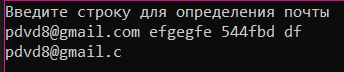 Введите строку для определения почты
pdvd8@gmail.com efgegfe 544fbd df
pdvd8@gmail.c